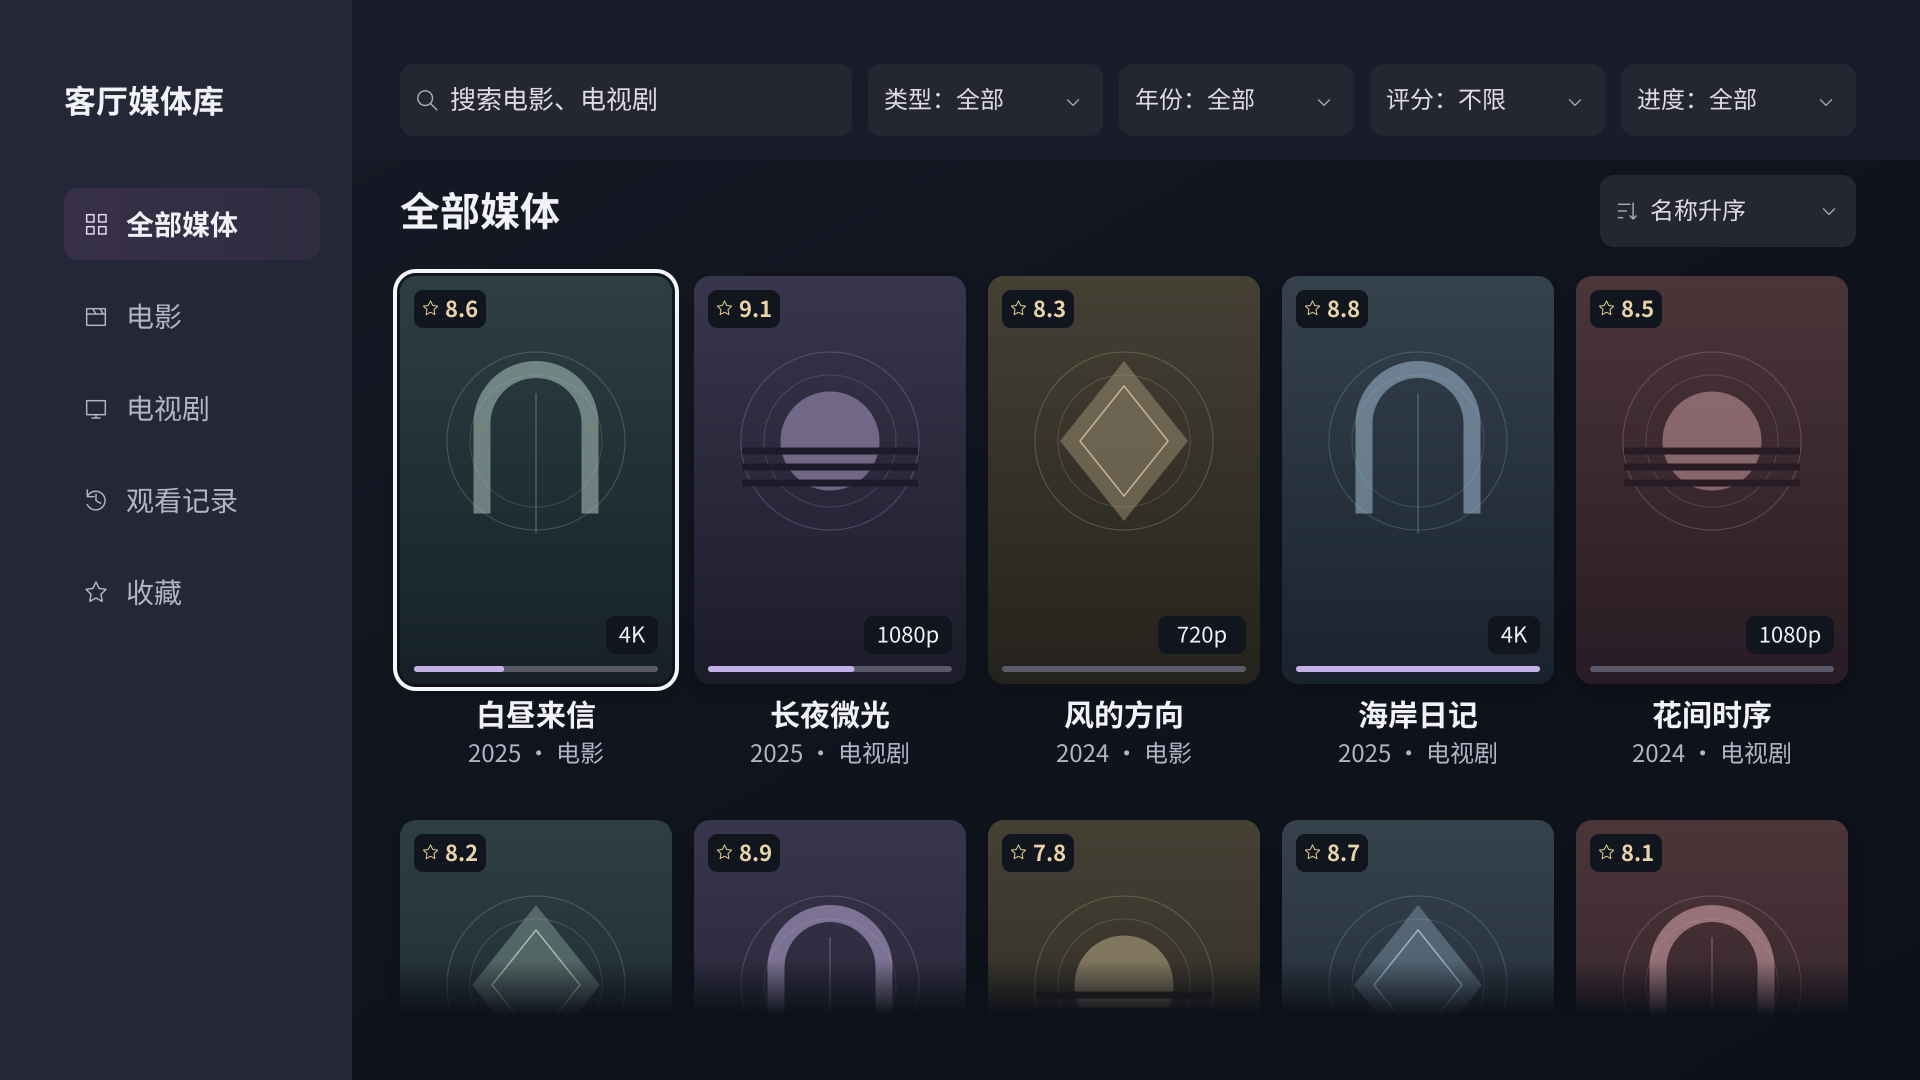 客厅媒体库
全部媒体
电影
电视剧
观看记录
收藏
搜索电影、电视剧
类型：全部
年份：全部
评分：不限
进度：全部
全部媒体
名称升序
8.6
4K
白昼来信
2025 • 电影
9.1
1080p
长夜微光
2025 • 电视剧
8.3
720p
风的方向
2024 • 电影
8.8
4K
海岸日记
2025 • 电视剧
8.5
1080p
花间时序
2024 • 电视剧
8.2
8.9
7.8
8.7
8.1